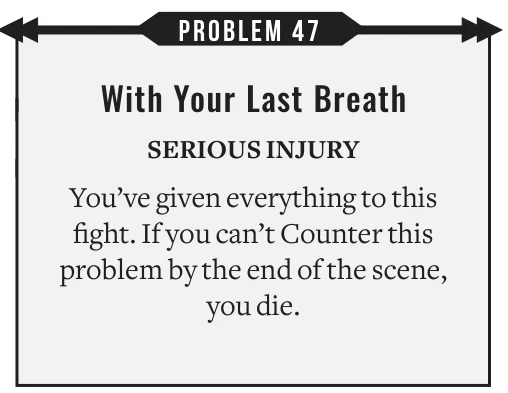 PROBLEM 47
With Your Last Breath
SERIOUS INJURY
You’ve given everything to this
fight. If you can’t Counter this
problem by the end of the scene,
you die.